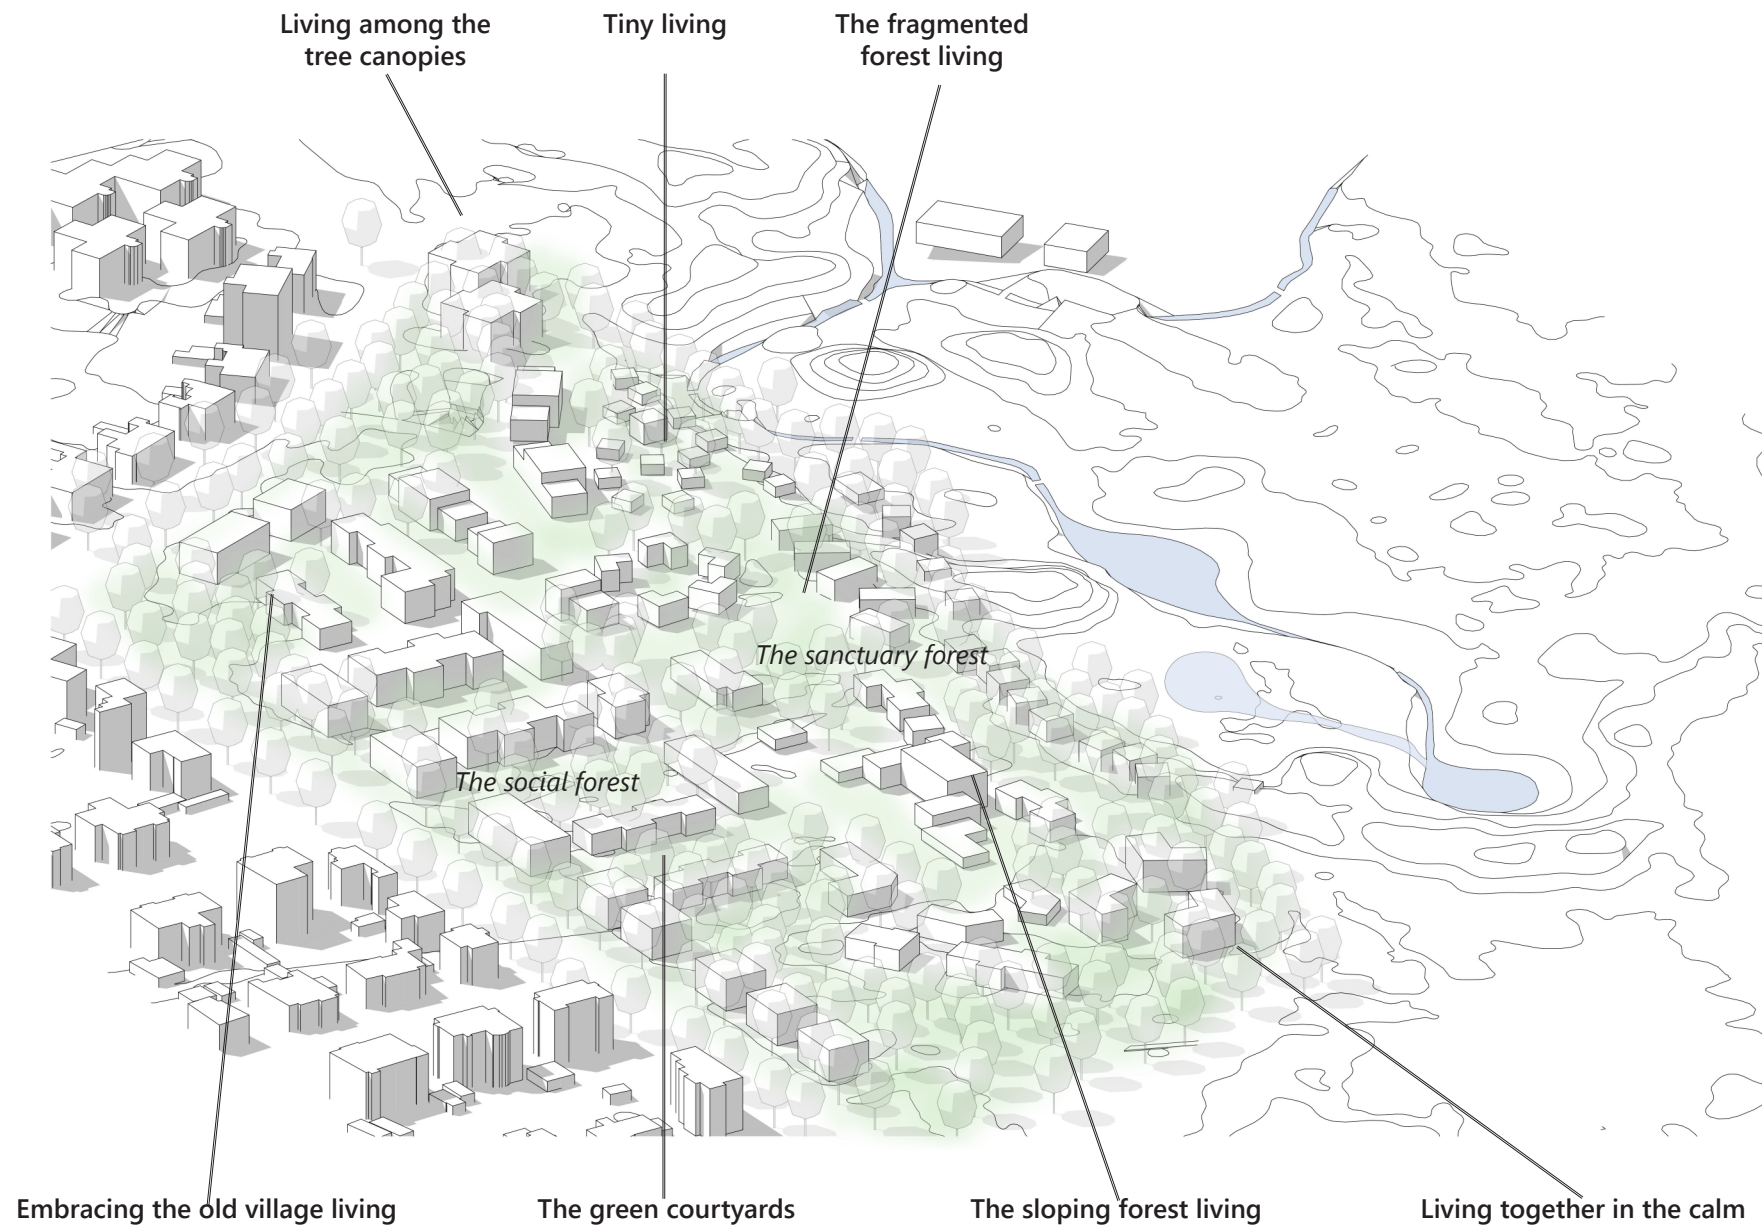 Living among the
tree canopies
Tiny living
The fragmented
forest living
The sanctuary forest
The social forest
Embracing the old village living
The green courtyards
The sloping forest living
Living together in the calm